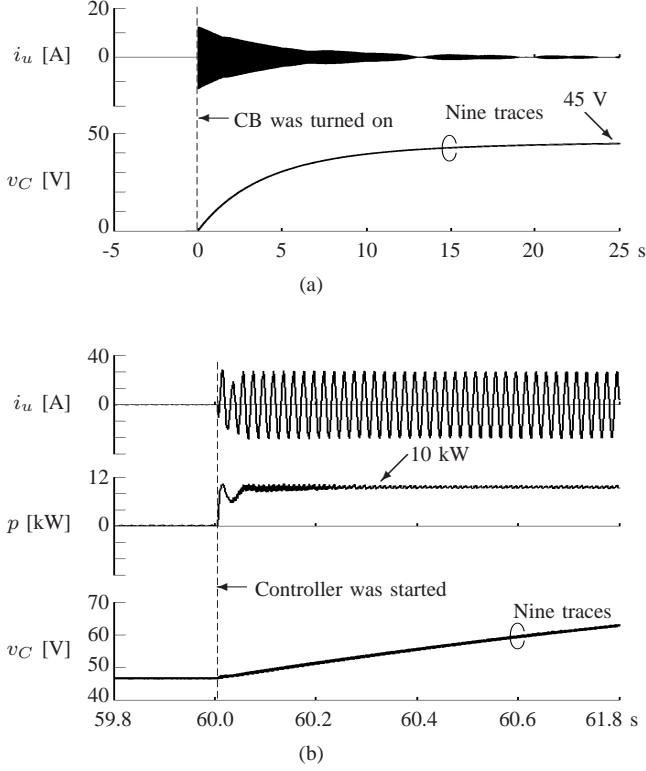 20
i_u [A]
0
CB was turned on
Nine traces
45 V
50
v_C [V]
0
-5 0 5 10 15 20 25 s
(a)
40
i_u [A]
0
10 kW
12
p [kW]
0
Controller was started
70
Nine traces
60
v_C [V]
50
40
59.8 60.0 60.2 60.4 60.6 61.8 s
(b)